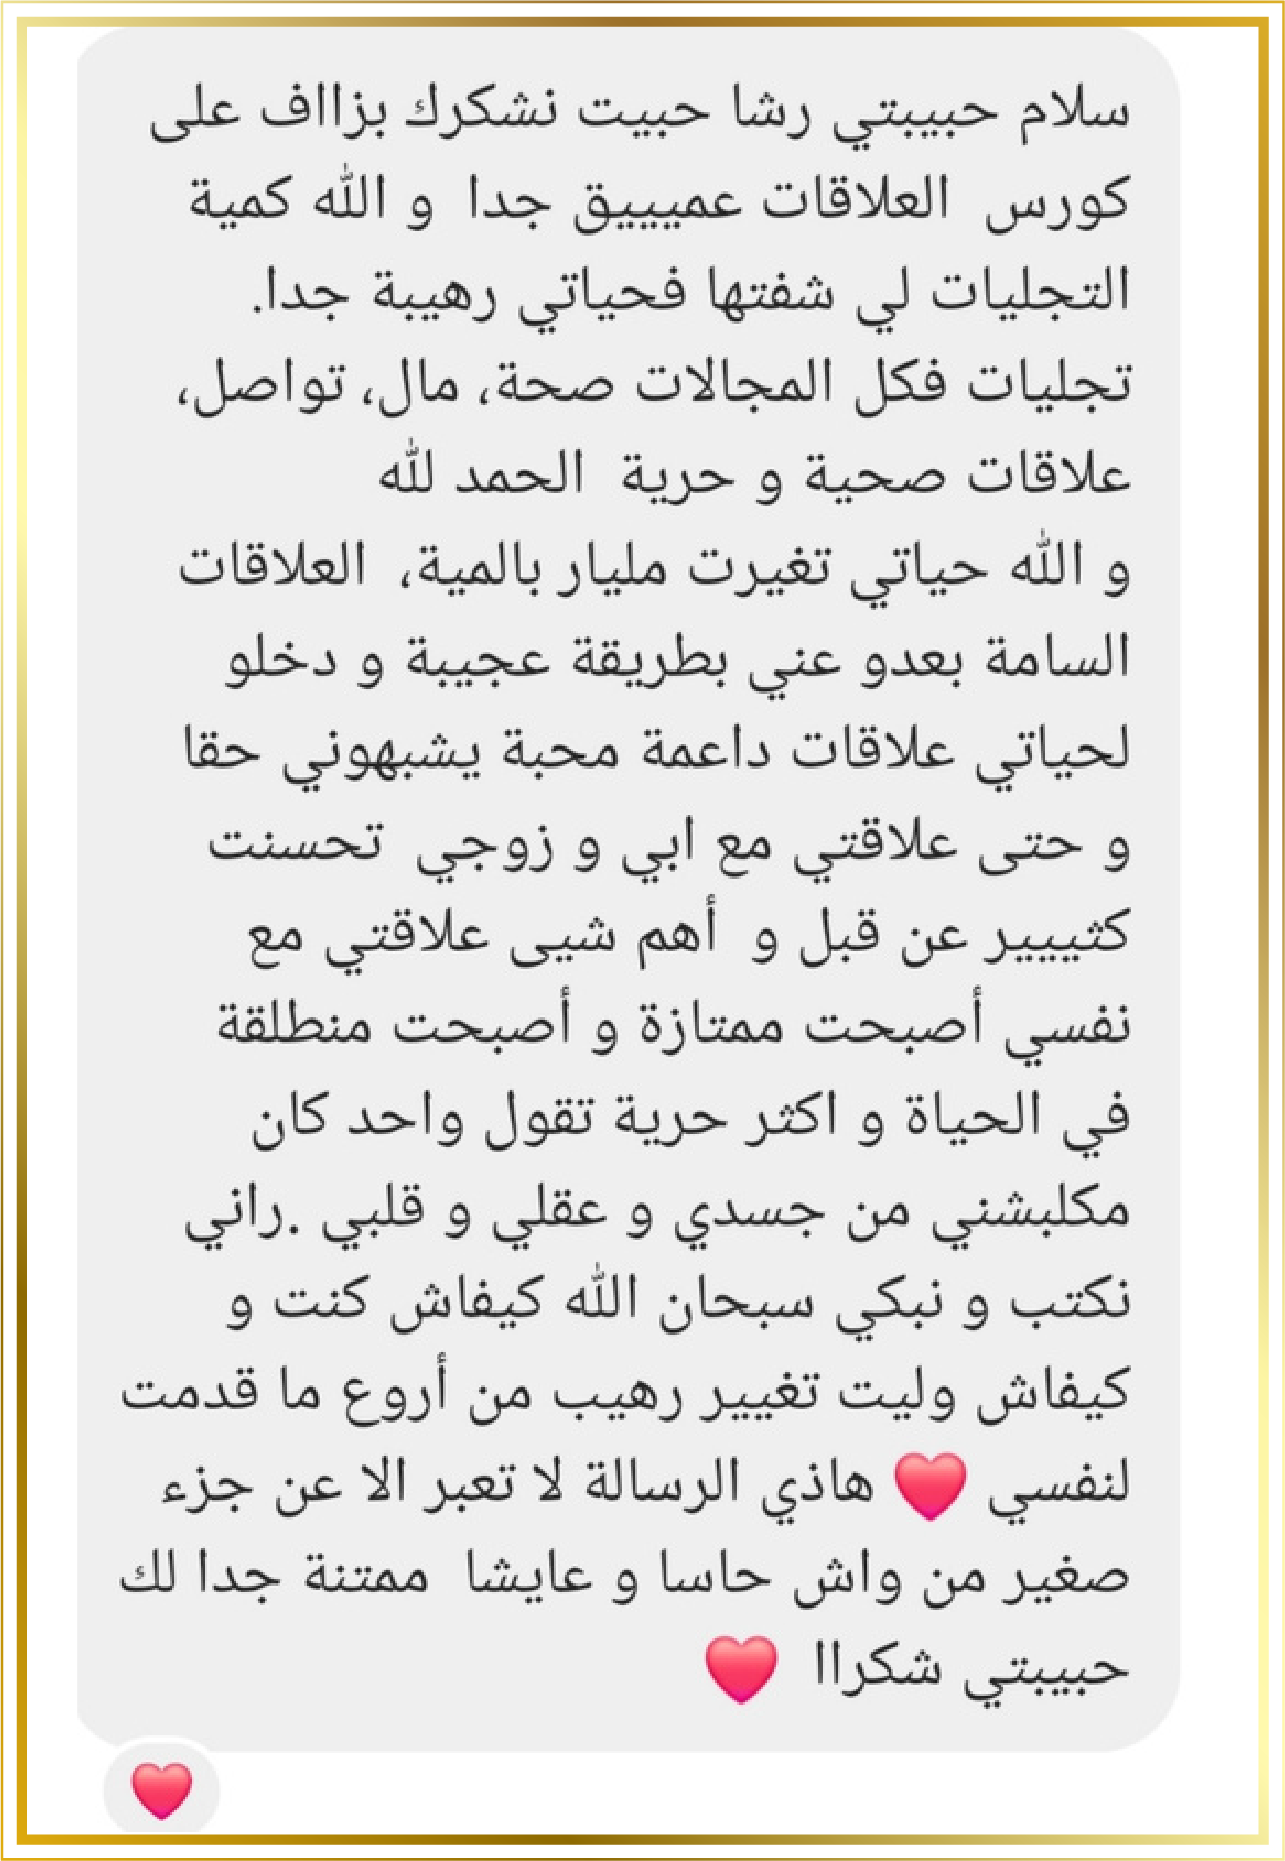 سلام حبيبتي رشا حبيت نشكرك بزااف على
كورس العلاقات عميييق جدا و الله كمية
التجليات لي شفتها فحياتي رهيبة جدا.
تجليات فكل المجالات صحة، مال، تواصل،
علاقات صحية و حرية الحمد لله
و الله حياتي تغيرت مليار بالمية، العلاقات
السامة بعدو عني بطريقة عجيبة و دخلو
لحياتي علاقات داعمة محبة يشبهوني حقا
و حتى علاقتي مع ابي و زوجي تحسنت
كثيييير عن قبل و أهم شيى علاقتي مع
نفسي أصبحت ممتازة و أصبحت منطلقة
في الحياة و اكثر حرية تقول واحد كان
مكلبشني من جسدي و عقلي و قلبي .راني
نكتب و نبكي سبحان الله كيفاش كنت و
كيفاش وليت تغيير رهيب من أروع ما قدمت
لنفسي ❤️ هاذي الرسالة لا تعبر الا عن جزء
صغير من واش حاسا و عايشا ممتنة جدا لك
حبيبتي شكراا ❤️